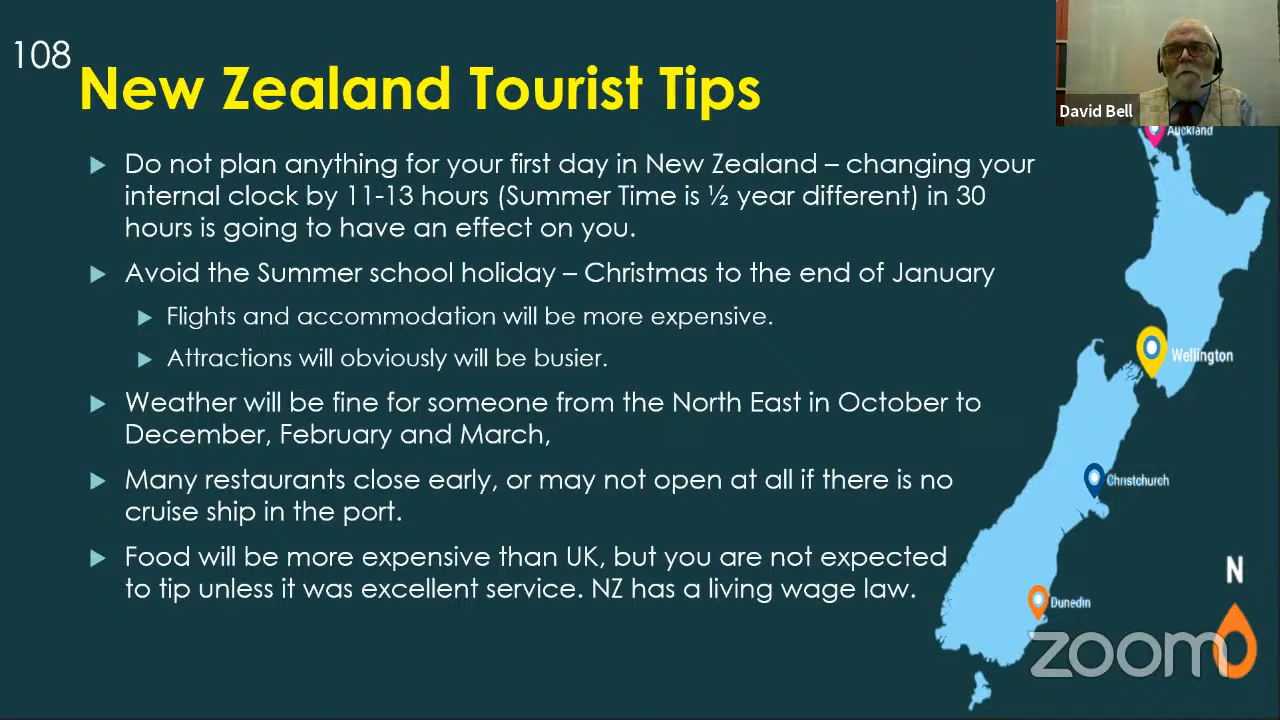 108
New Zealand Tourist Tips
David Bell
Do not plan anything for your first day in New Zealand – changing your
internal clock by 11-13 hours (Summer Time is ½ year different) in 30
hours is going to have an effect on you.
Avoid the Summer school holiday – Christmas to the end of January
Flights and accommodation will be more expensive.
Attractions will obviously will be busier.
Weather will be fine for someone from the North East in October to
December, February and March,
Many restaurants close early, or may not open at all if there is no
cruise ship in the port.
Food will be more expensive than UK, but you are not expected
to tip unless it was excellent service. NZ has a living wage law.
Auckland
Wellington
Christchurch
Dunedin
N
zoom